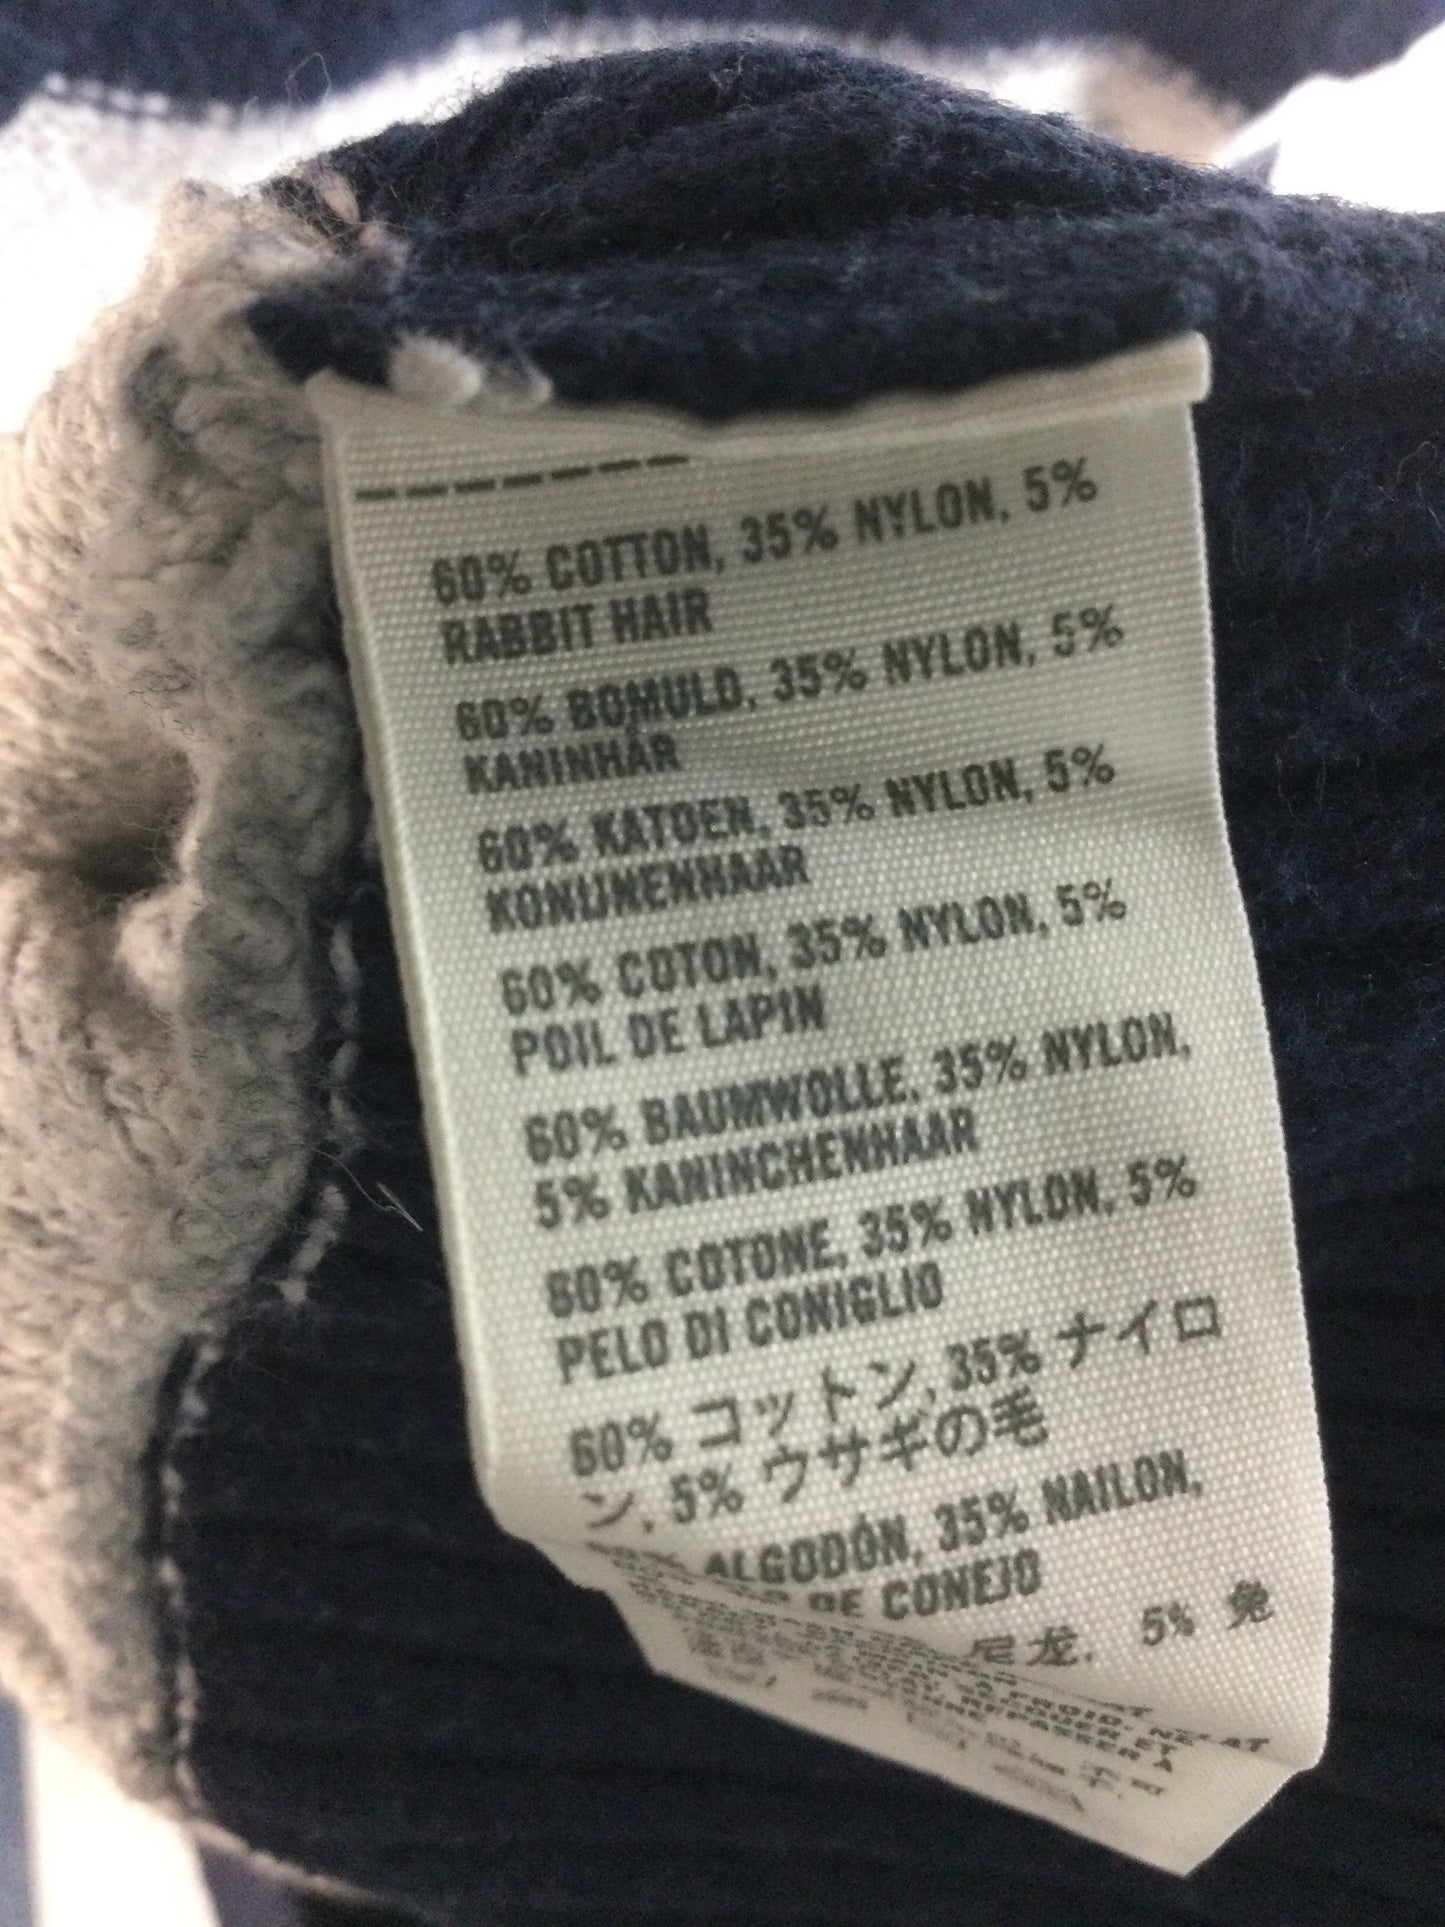 60% COTTON, 35% NYLON, 5%
RABBIT HAIR
60% BOMULD, 35% NYLON, 5%
KANINHÅR
60% KATOEN, 35% NYLON, 5%
KONIJNENHAAR
60% COTON, 35% NYLON, 5%
POIL DE LAPIN
60% BAUMWOLLE, 35% NYLON,
5% KANINCHENHAAR
60% COTONE, 35% NYLON, 5%
PELO DI CONIGLIO
60% コットン, 35% ナイロ
ン, 5% ウサギの毛
ALGODÓN, 35% NAILON,
DE CONEJO
尼龙, 5% 兔
FROID. NE
REPASSER À